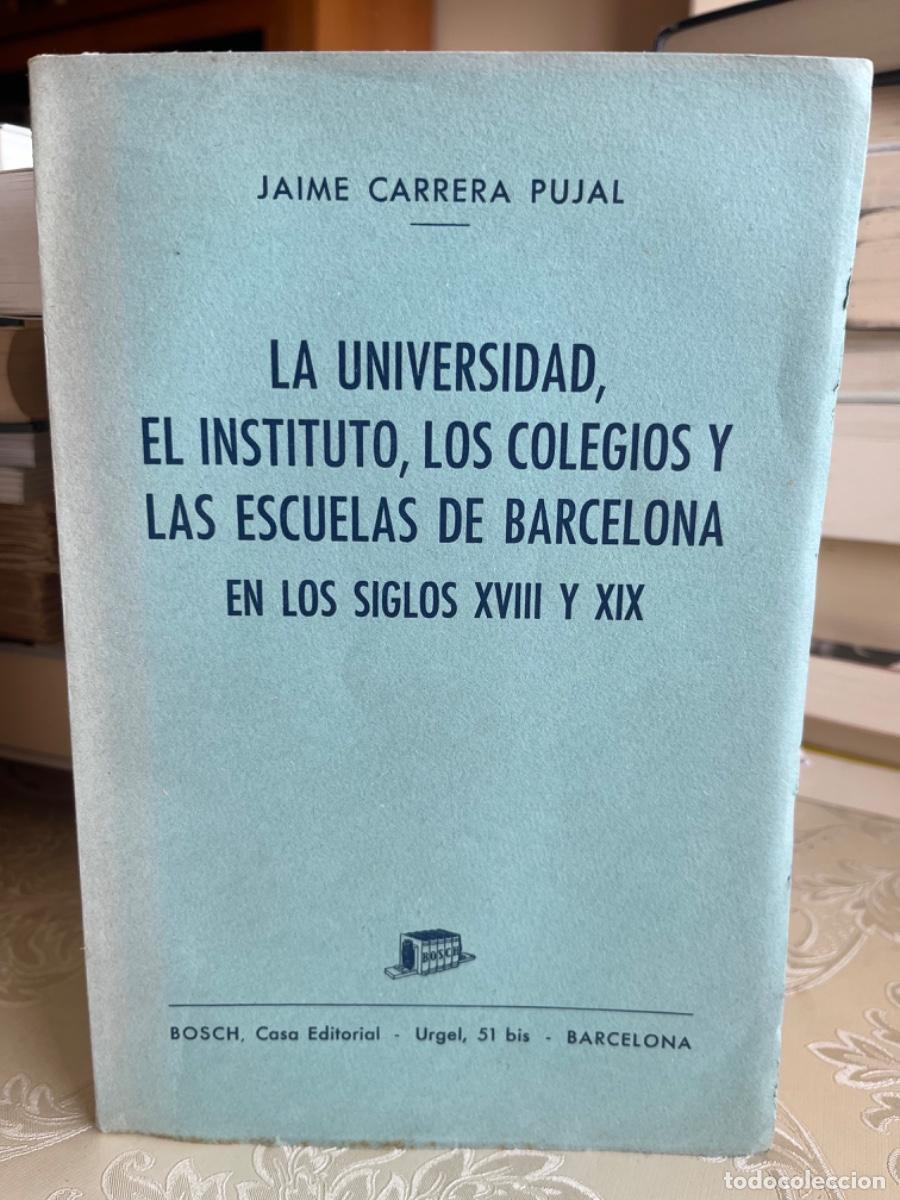 JAIME CARRERA PUJAL
LA UNIVERSIDAD,
EL INSTITUTO, LOS COLEGIOS Y
LAS ESCUELAS DE BARCELONA
EN LOS SIGLOS XVIII Y XIX
BOSCH
BOSCH, Casa Editorial - Urgel, 51 bis - BARCELONA
todocoleccion